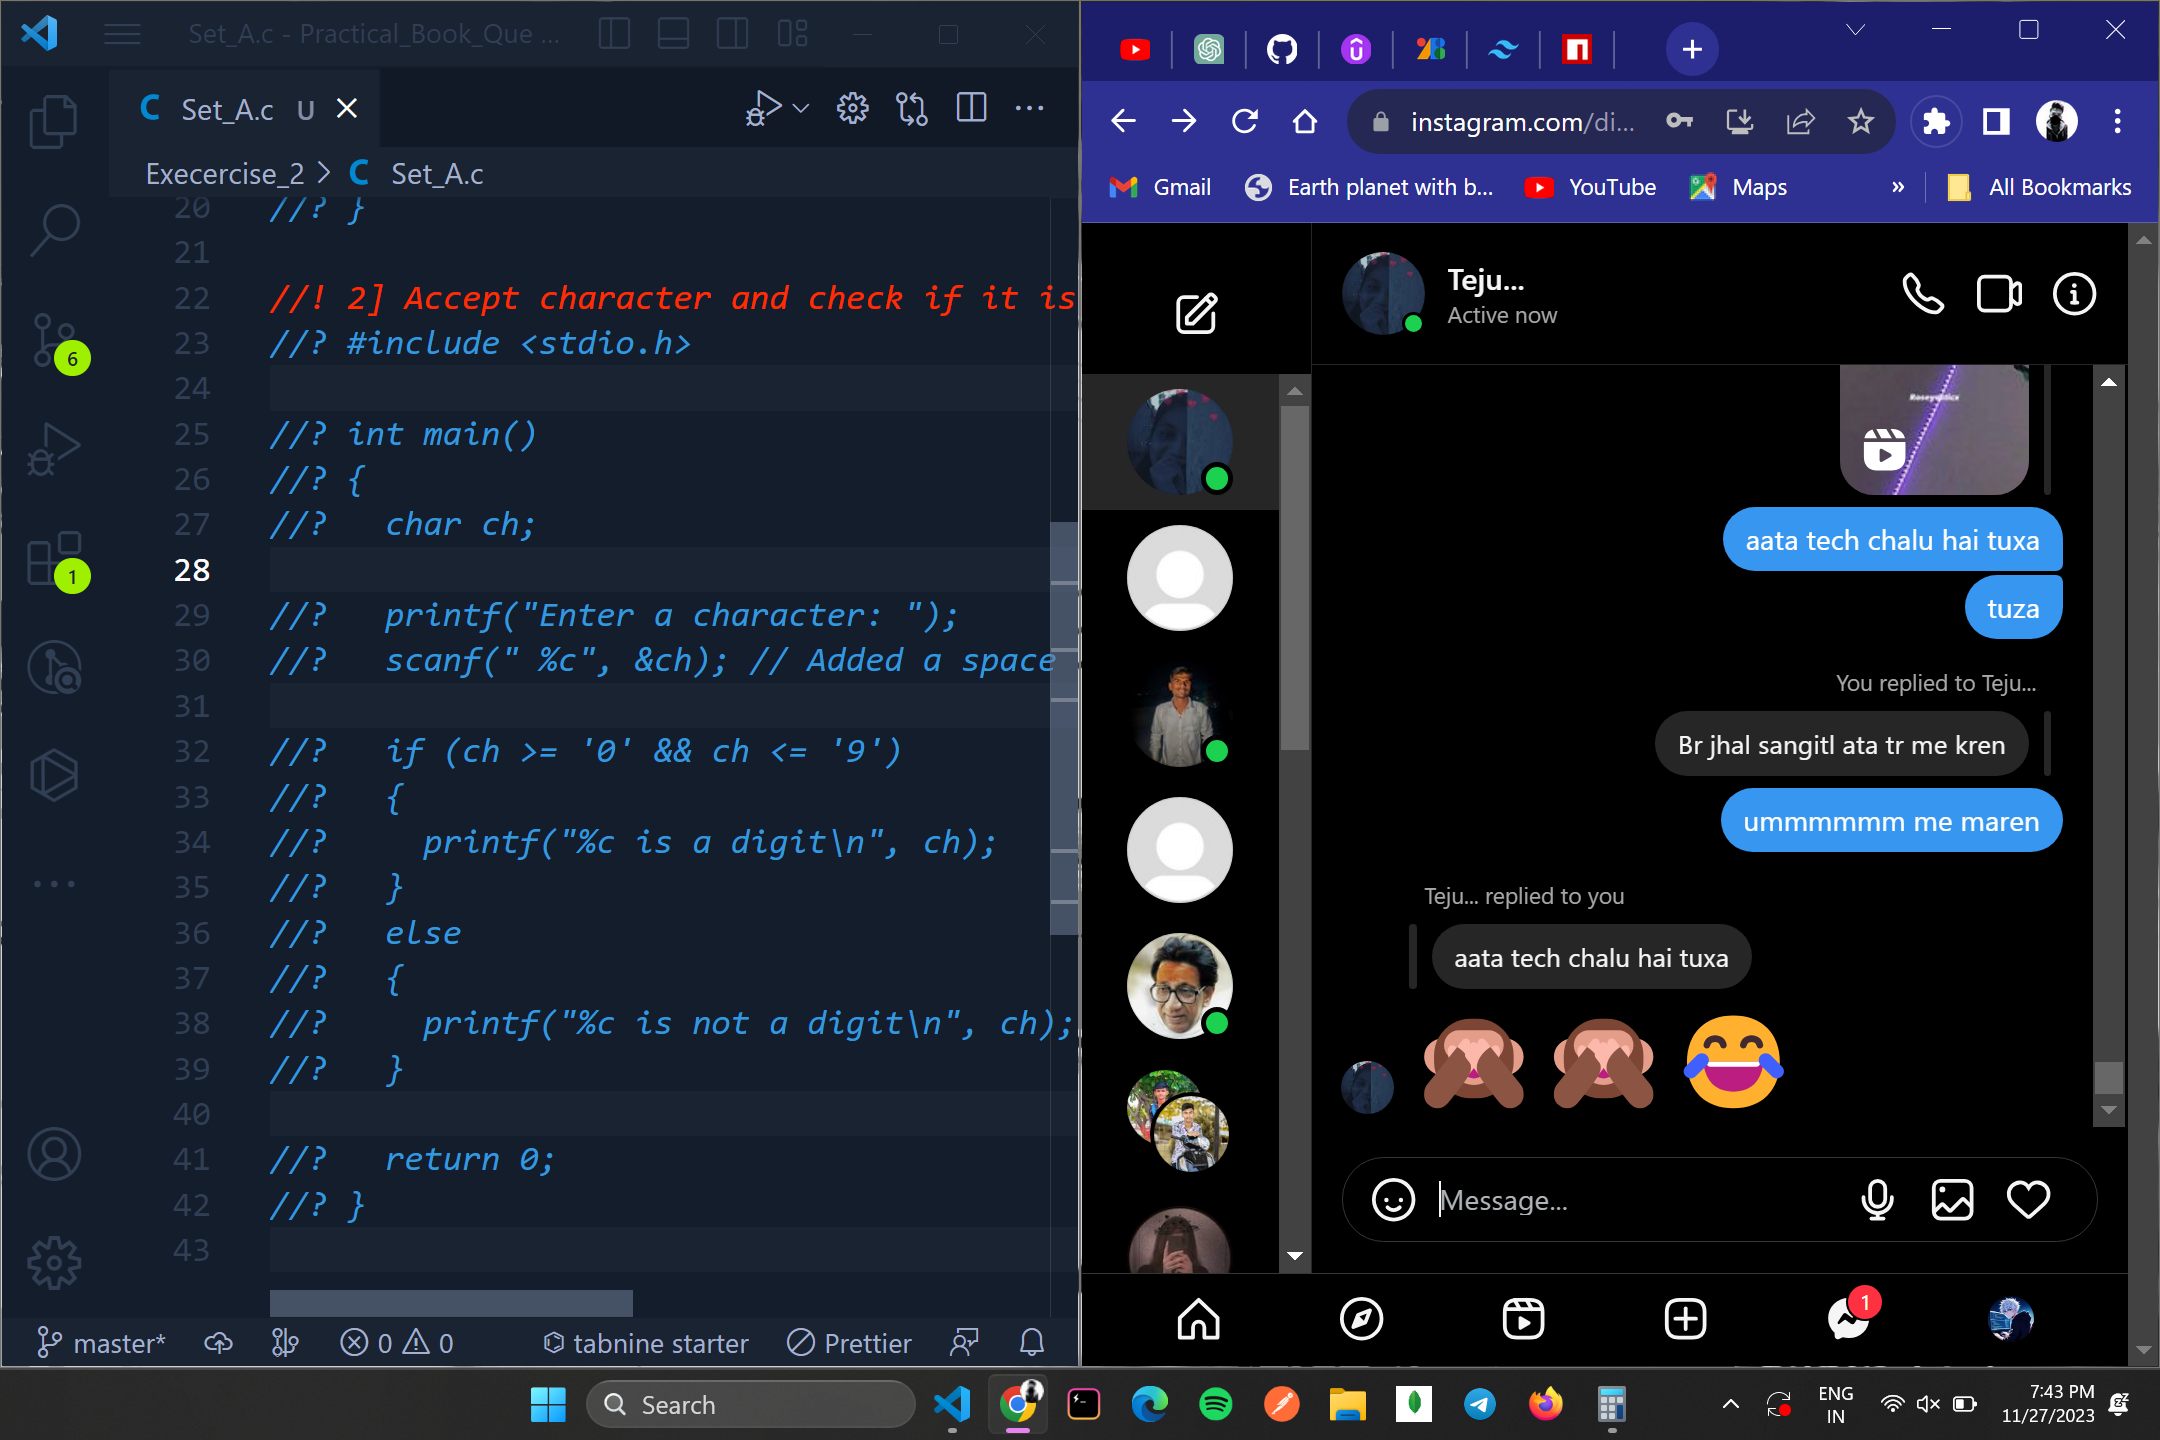 Set_A.c - Practical_Book_Que ...
Set_A.c U
Execercise_2 > Set_A.c
20 //? }
21
22 //! 2] Accept character and check if it is
23 //? #include <stdio.h>
24
25 //? int main()
26 //? {
27 //?   char ch;
28
29 //?   printf("Enter a character: ");
30 //?   scanf(" %c", &ch); // Added a space
31
32 //?   if (ch >= '0' && ch <= '9')
33 //?   {
34 //?     printf("%c is a digit\n", ch);
35 //?   }
36 //?   else
37 //?   {
38 //?     printf("%c is not a digit\n", ch);
39 //?   }
40
41 //?   return 0;
42 //? }
43
6
1
master* 0 0 tabnine starter Prettier
instagram.com/di...
Gmail Earth planet with b... YouTube Maps » All Bookmarks
Teju...
Active now
aata tech chalu hai tuxa
tuza
You replied to Teju...
Br jhal sangitl ata tr me kren
ummmmmm me maren
Teju... replied to you
aata tech chalu hai tuxa
Message...
1
Search
ENG
IN
7:43 PM
11/27/2023